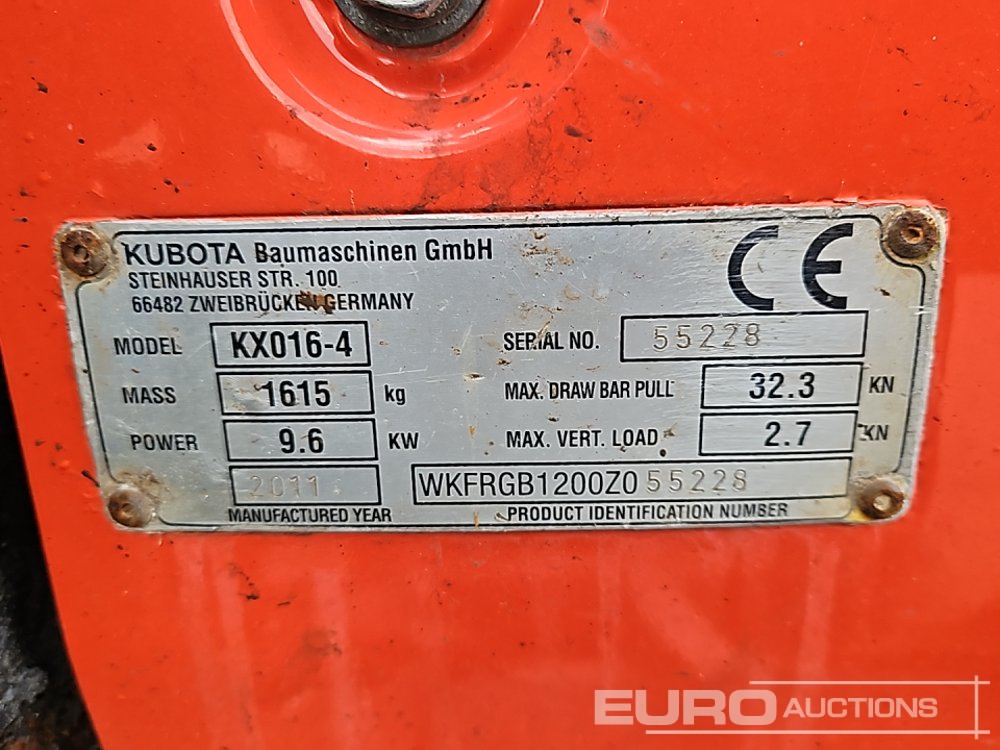 KUBOTA Baumaschinen GmbH
STEINHAUSER STR. 100
66482 ZWEIBRÜCKEN GERMANY
CE
MODEL KX016-4 SERIAL NO. 55228
MASS 1615 kg MAX. DRAW BAR PULL 32.3 KN
POWER 9.6 KW MAX. VERT. LOAD 2.7 KN
2011 WKFRGB1200Z055228
MANUFACTURED YEAR PRODUCT IDENTIFICATION NUMBER
EURO AUCTIONS